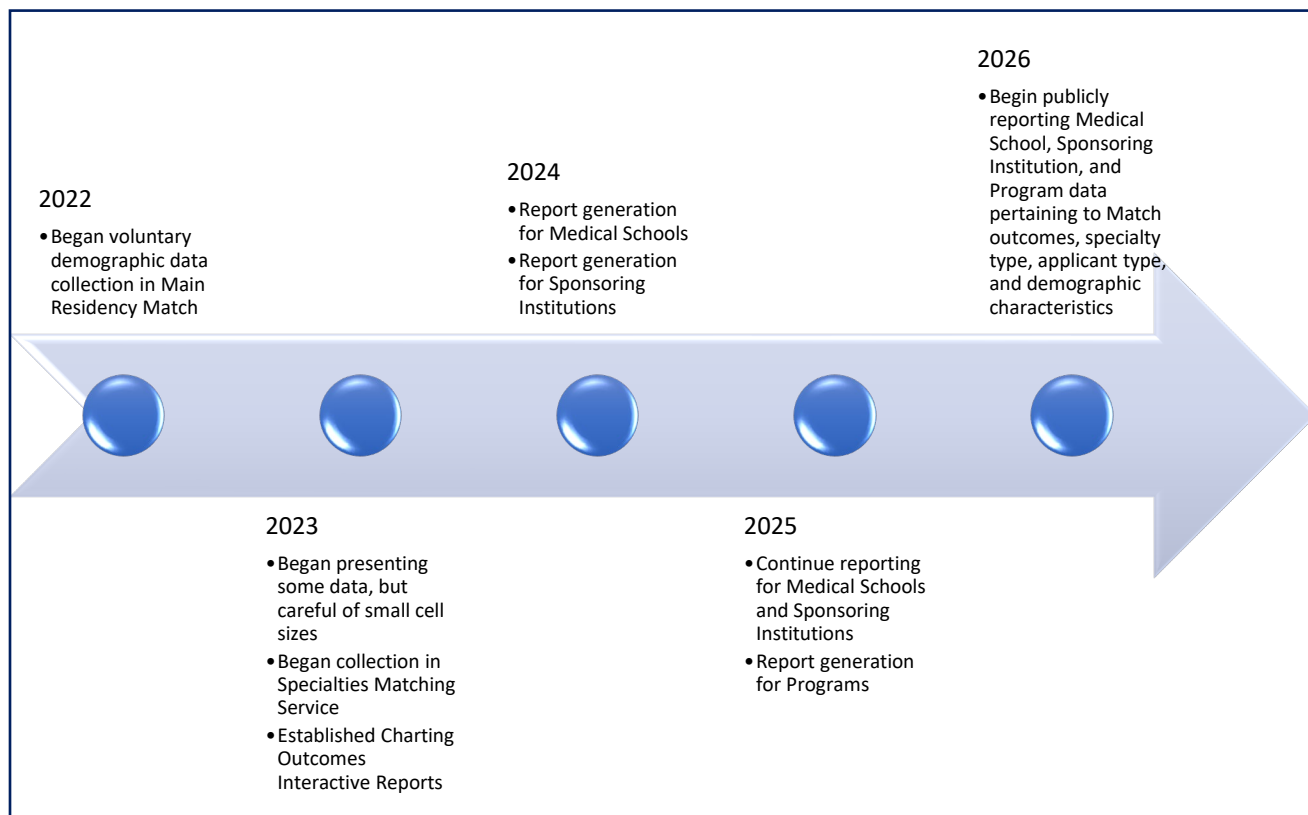 2022
•Began voluntary
demographic data
collection in Main
Residency Match
2023
•Began presenting
some data, but
careful of small cell
sizes
•Began collection in
Specialties Matching
Service
•Established Charting
Outcomes
Interactive Reports
2024
•Report generation
for Medical Schools
•Report generation
for Sponsoring
Institutions
2025
•Continue reporting
for Medical Schools
and Sponsoring
Institutions
•Report generation
for Programs
2026
•Begin publicly
reporting Medical
School, Sponsoring
Institution, and
Program data
pertaining to Match
outcomes, specialty
type, applicant type,
and demographic
characteristics